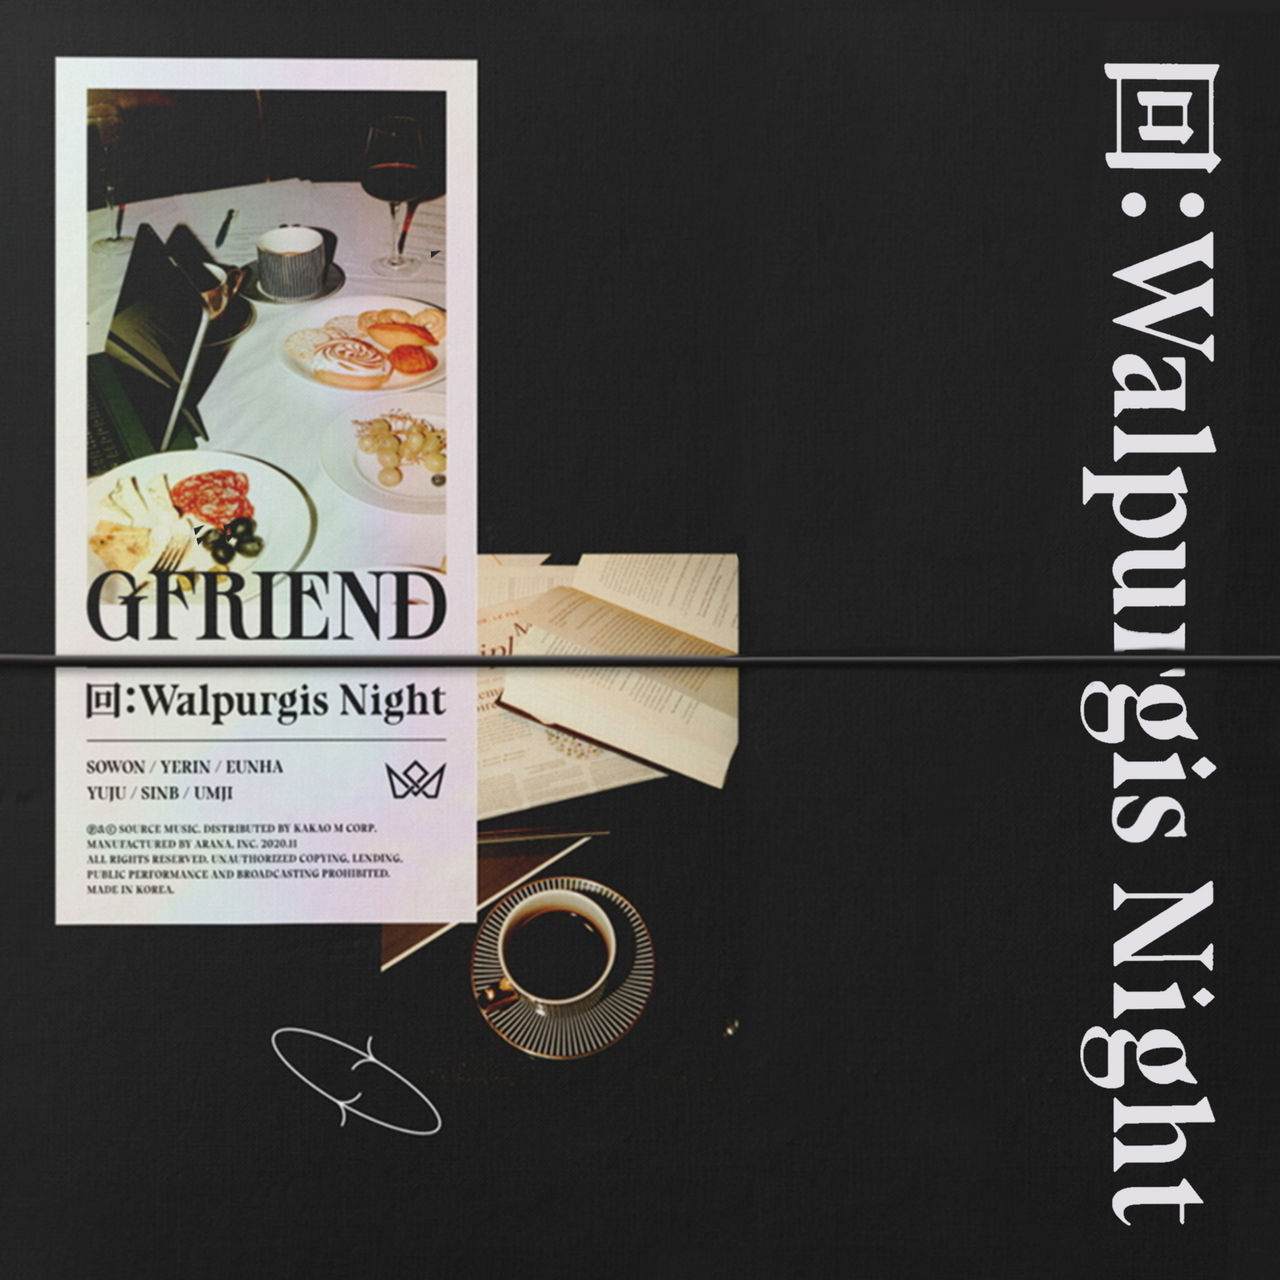 GFRIEND
回:Walpurgis Night
SOWON / YERIN / EUNHA
YUJU / SINB / UMJI
℗&© SOURCE MUSIC. DISTRIBUTED BY KAKAO M CORP.
MANUFACTURED BY ARANA, INC. 2020.11
ALL RIGHTS RESERVED. UNAUTHORIZED COPYING, LENDING,
PUBLIC PERFORMANCE AND BROADCASTING PROHIBITED.
MADE IN KOREA.
回:Walpurgis Night